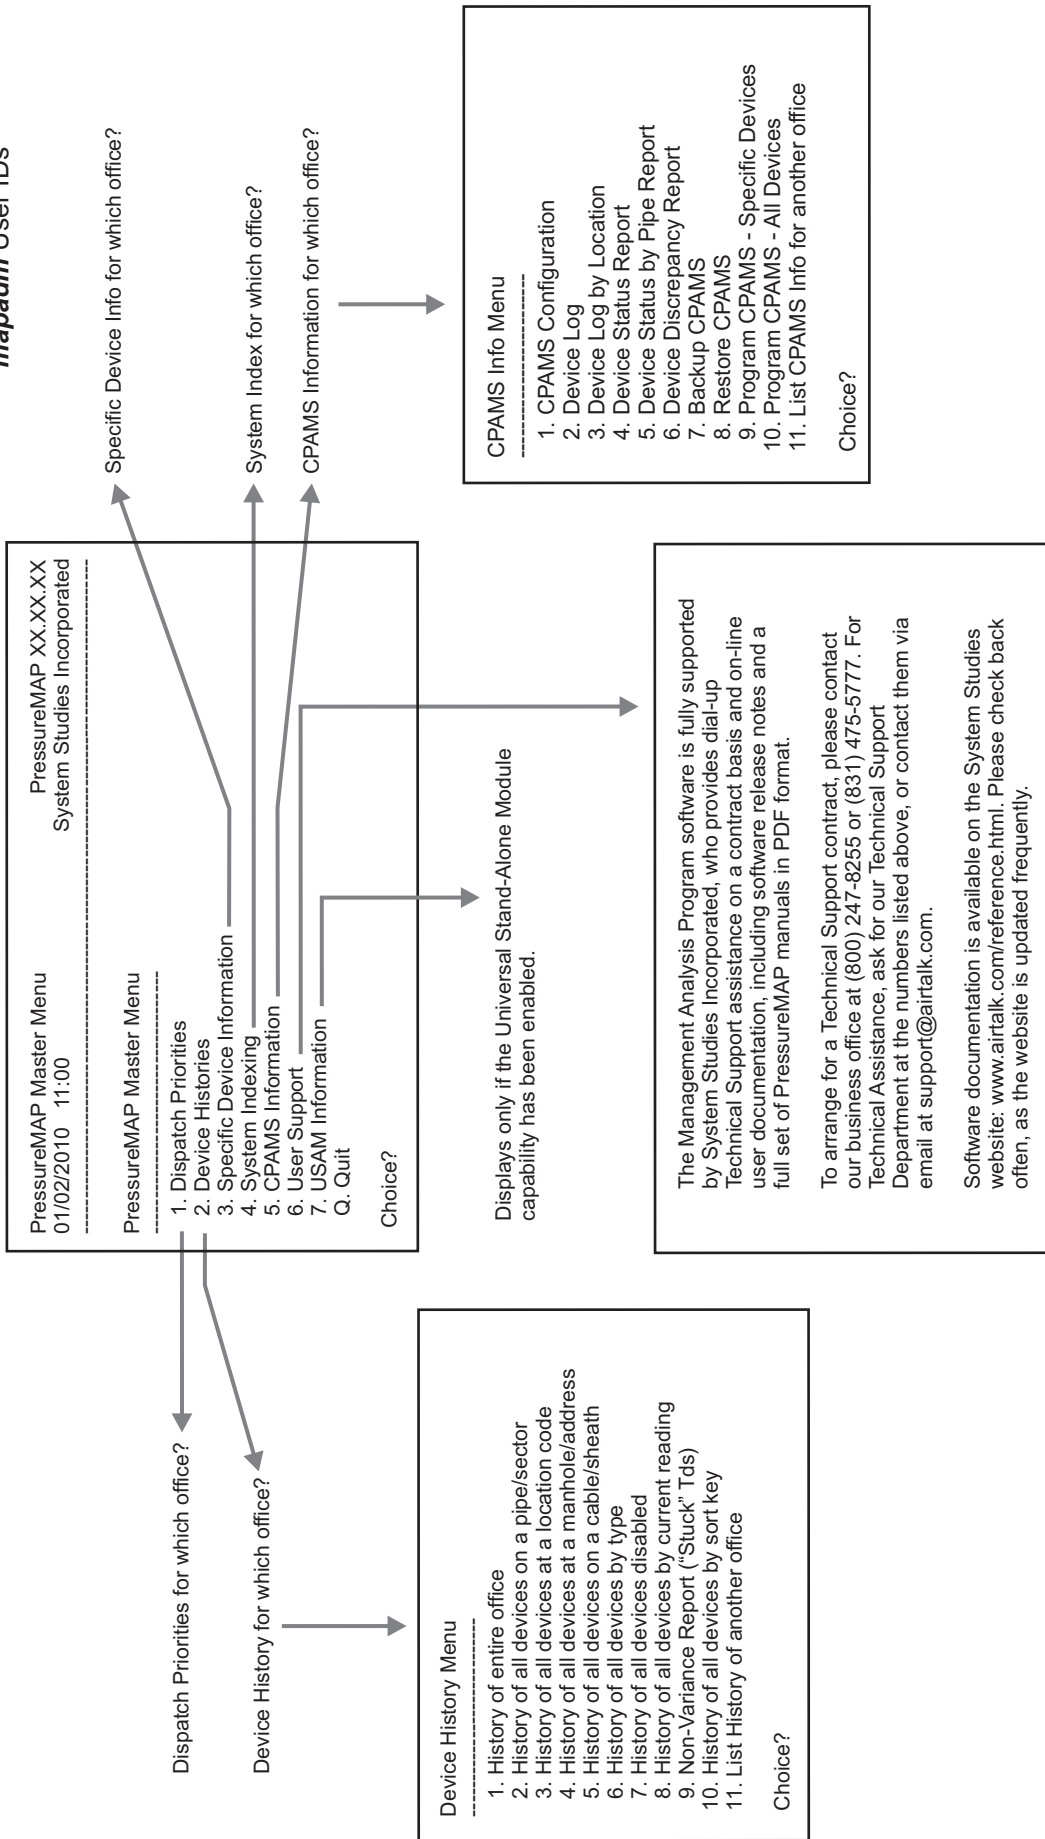 mapadm User IDs
PressureMAP Master Menu PressureMAP XX.XX.XX
01/02/2010 11:00 System Studies Incorporated
PressureMAP Master Menu
1. Dispatch Priorities
2. Device Histories
3. Specific Device Information
4. System Indexing
5. CPAMS Information
6. User Support
7. USAM Information
Q. Quit
Choice?
Dispatch Priorities for which office?
Device History for which office?
Specific Device Info for which office?
System Index for which office?
CPAMS Information for which office?
Device History Menu
1. History of entire office
2. History of all devices on a pipe/sector
3. History of all devices at a location code
4. History of all devices at a manhole/address
5. History of all devices on a cable/sheath
6. History of all devices by type
7. History of all devices disabled
8. History of all devices by current reading
9. Non-Variance Report (“Stuck” Tds)
10. History of all devices by sort key
11. List History of another office
Choice?
Displays only if the Universal Stand-Alone Module
capability has been enabled.
CPAMS Info Menu
1. CPAMS Configuration
2. Device Log
3. Device Log by Location
4. Device Status Report
5. Device Status by Pipe Report
6. Device Discrepancy Report
7. Backup CPAMS
8. Restore CPAMS
9. Program CPAMS - Specific Devices
10. Program CPAMS - All Devices
11. List CPAMS Info for another office
Choice?
The Management Analysis Program software is fully supported
by System Studies Incorporated, who provides dial-up
Technical Support assistance on a contract basis and on-line
user documentation, including software release notes and a
full set of PressureMAP manuals in PDF format.
To arrange for a Technical Support contract, please contact
our business office at (800) 247-8255 or (831) 475-5777. For
Technical Assistance, ask for our Technical Support
Department at the numbers listed above, or contact them via
email at support@airtalk.com.
Software documentation is available on the System Studies
website: www.airtalk.com/reference.html. Please check back
often, as the website is updated frequently.